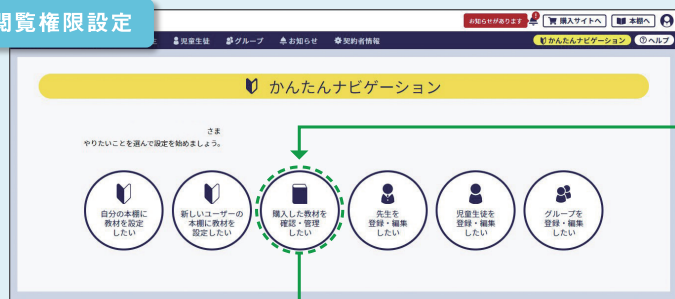 閲覧権限設定
お知らせがあります
購入サイトへ
本棚へ
児童生徒
グループ
お知らせ
契約者情報
かんたんナビゲーション
ヘルプ
かんたんナビゲーション
さま
やりたいことを選んで設定を始めましょう。
自分の本棚に
教材を設定
したい
新しいユーザーの
本棚に教材を
設定したい
購入した教材を
確認・管理
したい
先生を
登録・編集
したい
児童生徒を
登録・編集
したい
グループを
登録・編集
したい